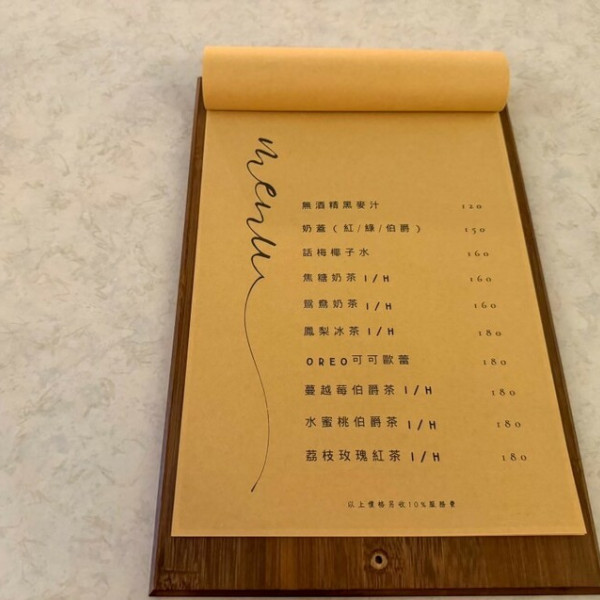 menu
無酒精黑麥汁 120
奶蓋(紅/綠/伯爵) 150
話梅椰子水 160
焦糖奶茶 I/H 160
鴛鴦奶茶 I/H 160
鳳梨冰茶 I/H 180
OREO可可歐蕾 180
蔓越莓伯爵茶 I/H 180
水蜜桃伯爵茶 I/H 180
荔枝玫瑰紅茶 I/H 180
以上價格另收10%服務費